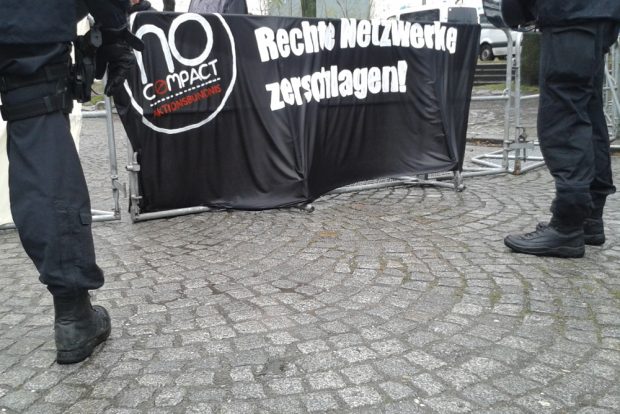 no
COMPACT
AKTIONSBÜNDNIS
Rechte Netzwerke
zerschlagen!